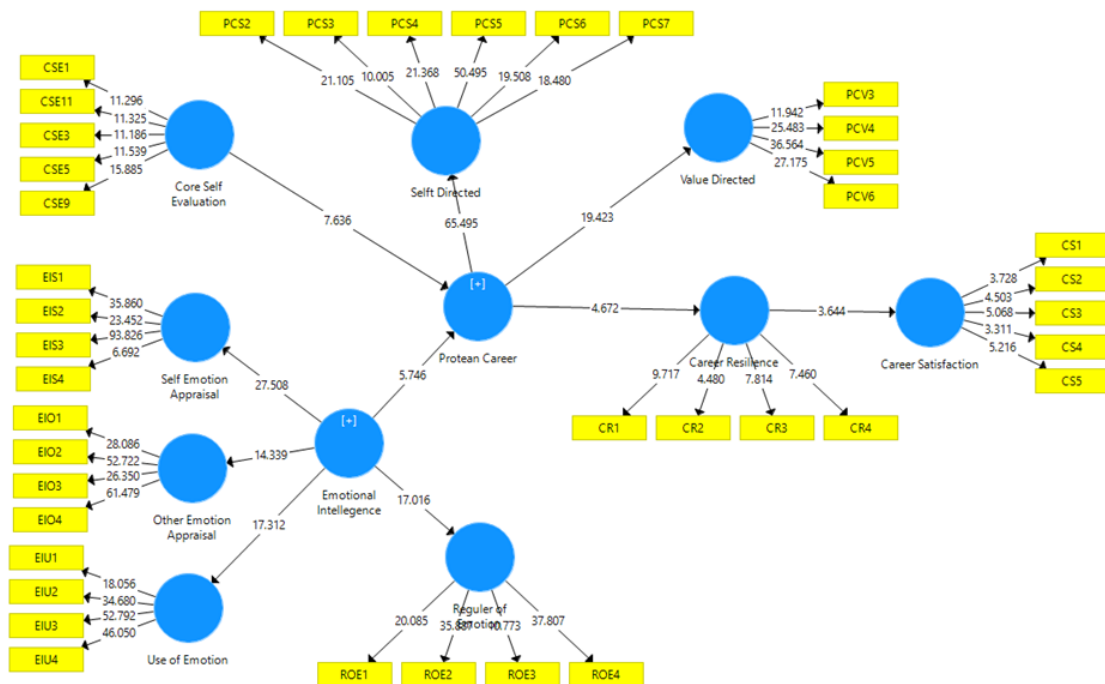 PCS2 PCS3 PCS4 PCS5 PCS6 PCS7
21.105 10.005 21.368 50.495 19.508 18.480
CSE1
CSE11
CSE3
CSE5
CSE9
11.296
11.325
11.186
11.539
15.885
Core Self
Evaluation
Selft Directed
Value Directed
11.942
25.483
36.564
27.175
PCV3
PCV4
PCV5
PCV6
7.636
65.495
19.423
EIS1
EIS2
EIS3
EIS4
35.860
23.452
93.826
6.692
Self Emotion
Appraisal
[+]
Protean Career
4.672
Career Resilience
3.644
Career Satisfaction
3.728
4.503
5.068
3.311
5.216
CS1
CS2
CS3
CS4
CS5
9.717 4.480 7.814 7.460
CR1 CR2 CR3 CR4
27.508
5.746
EIO1
EIO2
EIO3
EIO4
28.086
52.722
26.350
61.479
Other Emotion
Appraisal
14.339
[+]
Emotional
Intellegence
17.312
17.016
EIU1
EIU2
EIU3
EIU4
18.056
34.680
52.792
46.050
Use of Emotion
Reguler of
Emotion
20.085 37.807
ROE1 ROE2 ROE3 ROE4